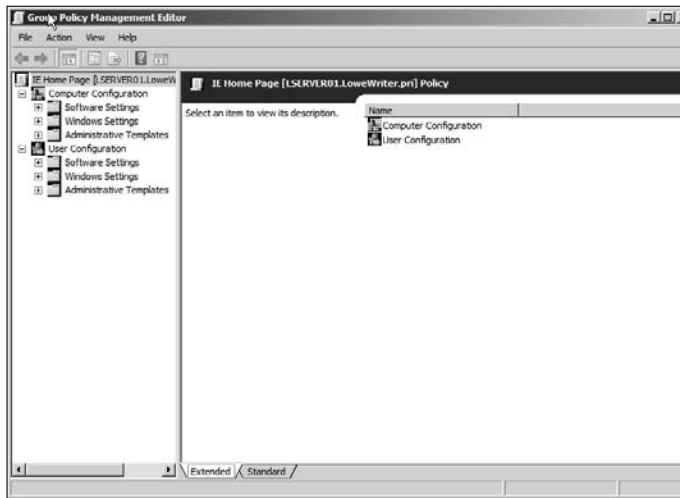 Group Policy Management Editor
File Action View Help
IE Home Page [LSERVER01.LoweW
Computer Configuration
Software Settings
Windows Settings
Administrative Templates
User Configuration
Software Settings
Windows Settings
Administrative Templates
IE Home Page [LSERVER01.LoweWriter.pri] Policy
Select an item to view its description.
Name
Computer Configuration
User Configuration
Extended Standard